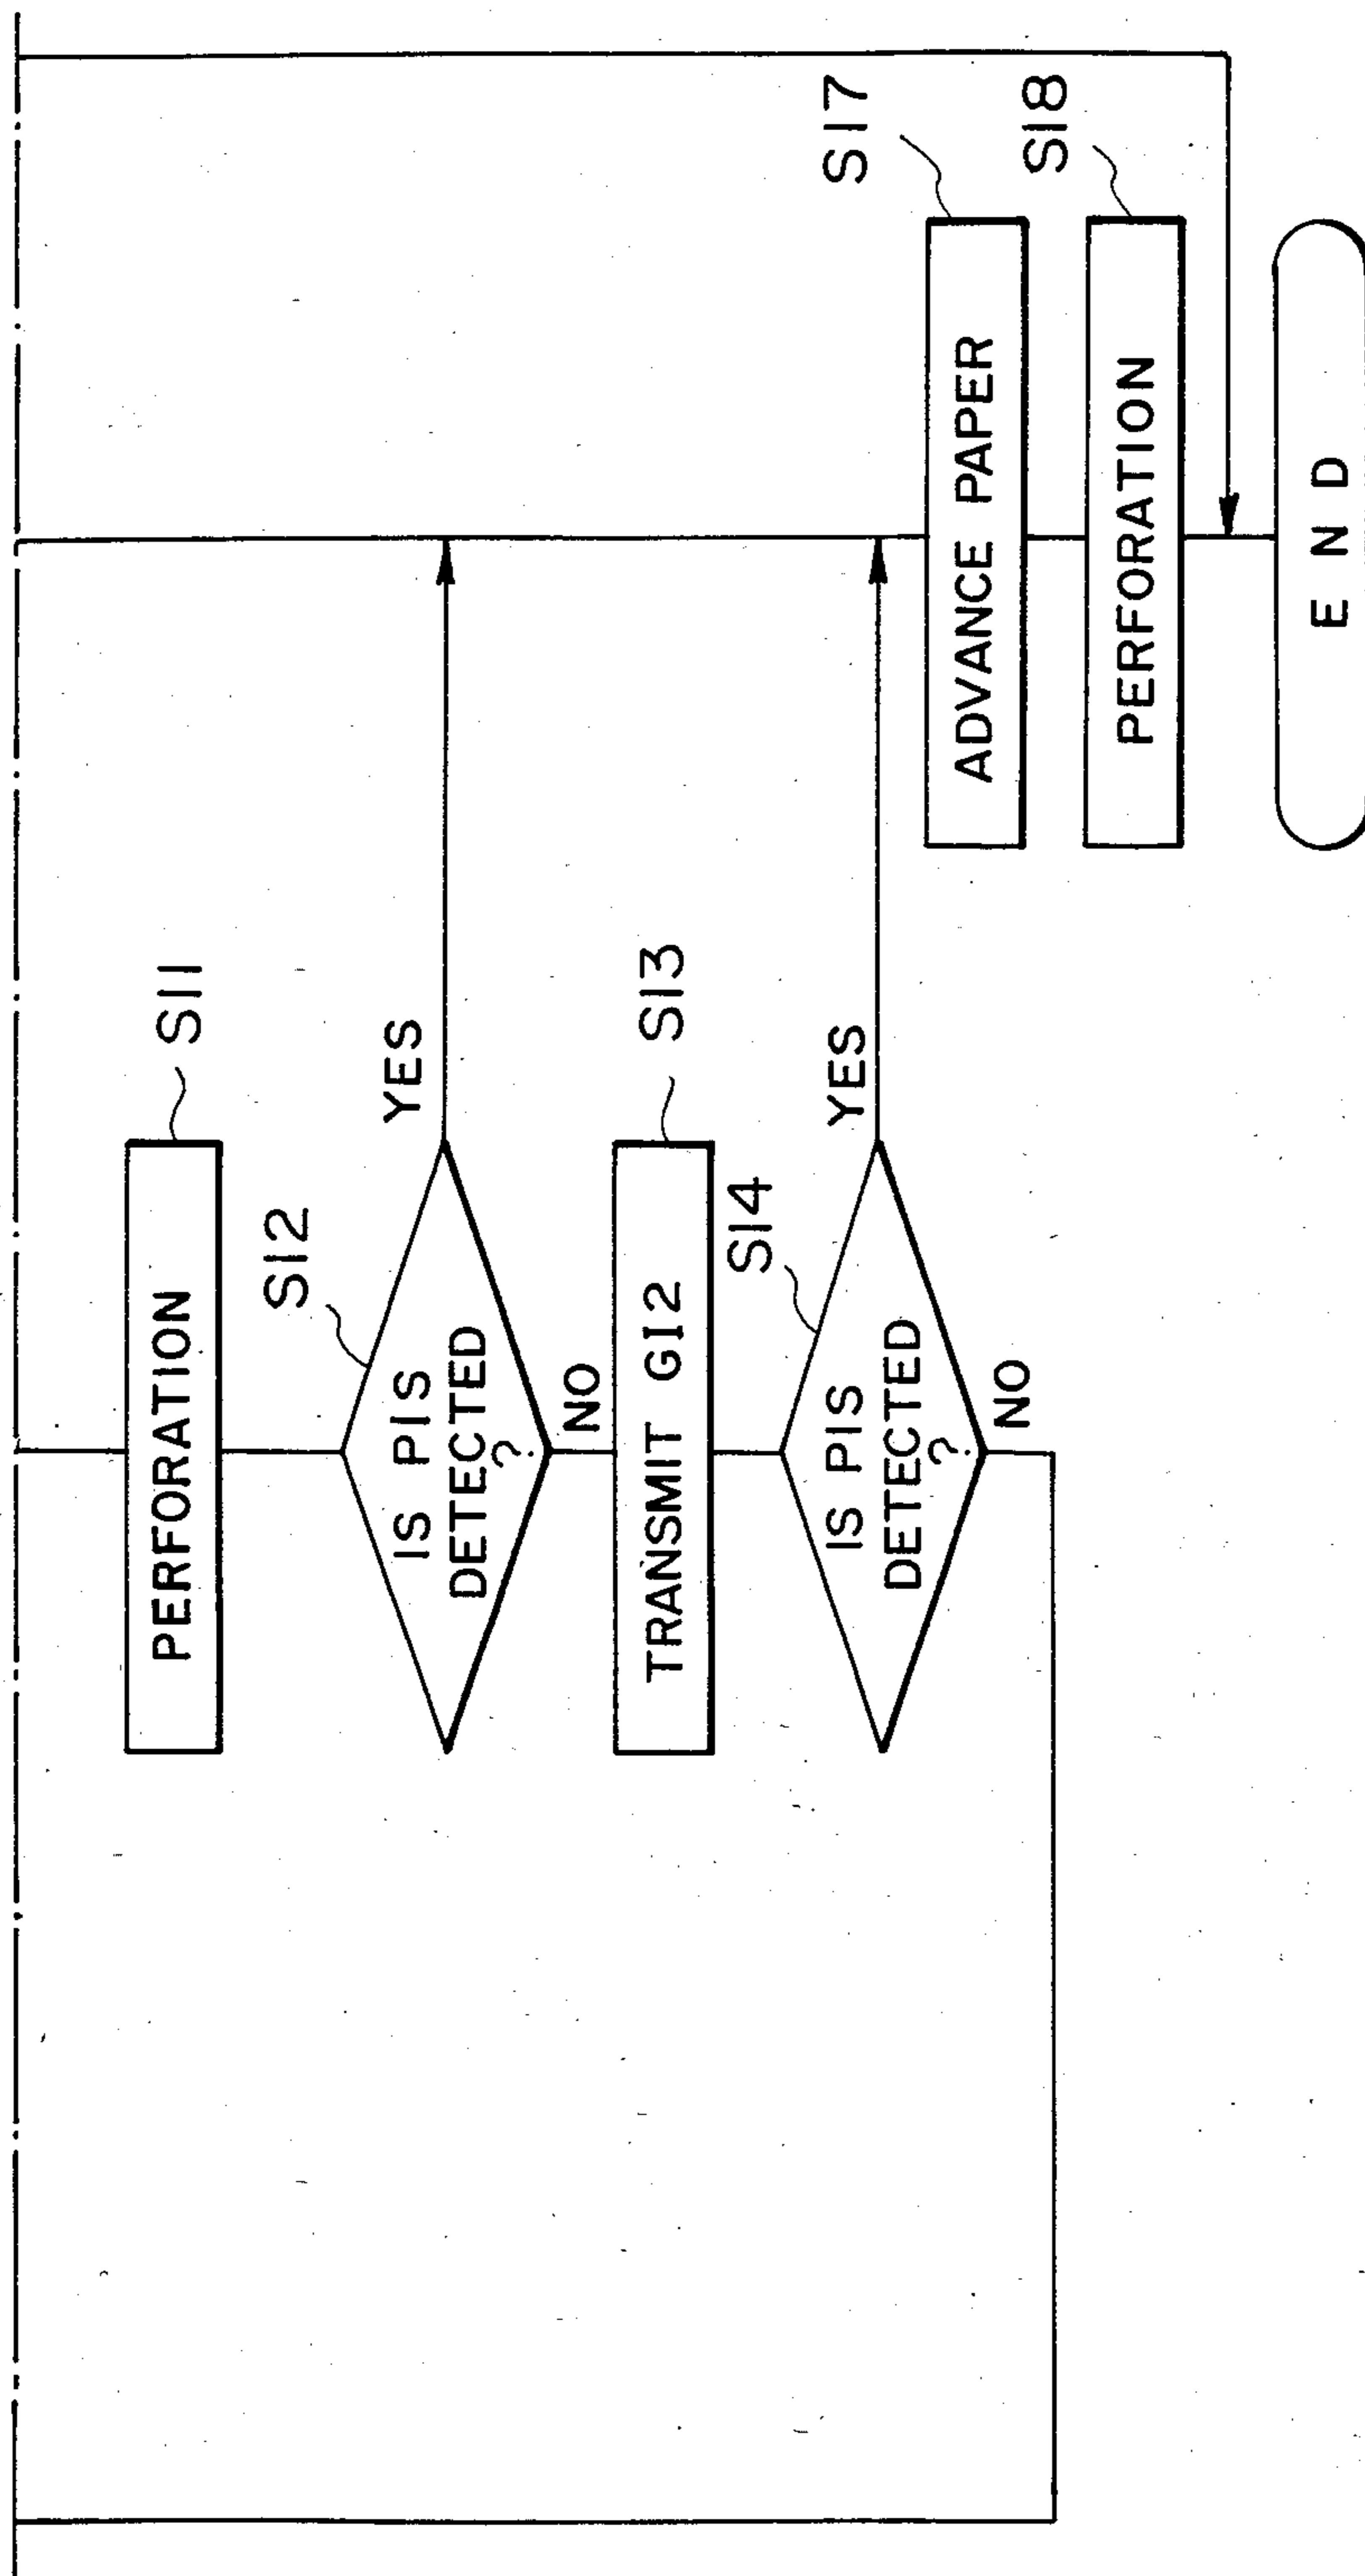 PERFORATION
S11
S12
IS PIS
DETECTED
?
YES
NO
TRANSMIT GI2
S13
S14
IS PIS
DETECTED
?
YES
NO
ADVANCE PAPER
S17
PERFORATION
S18
END